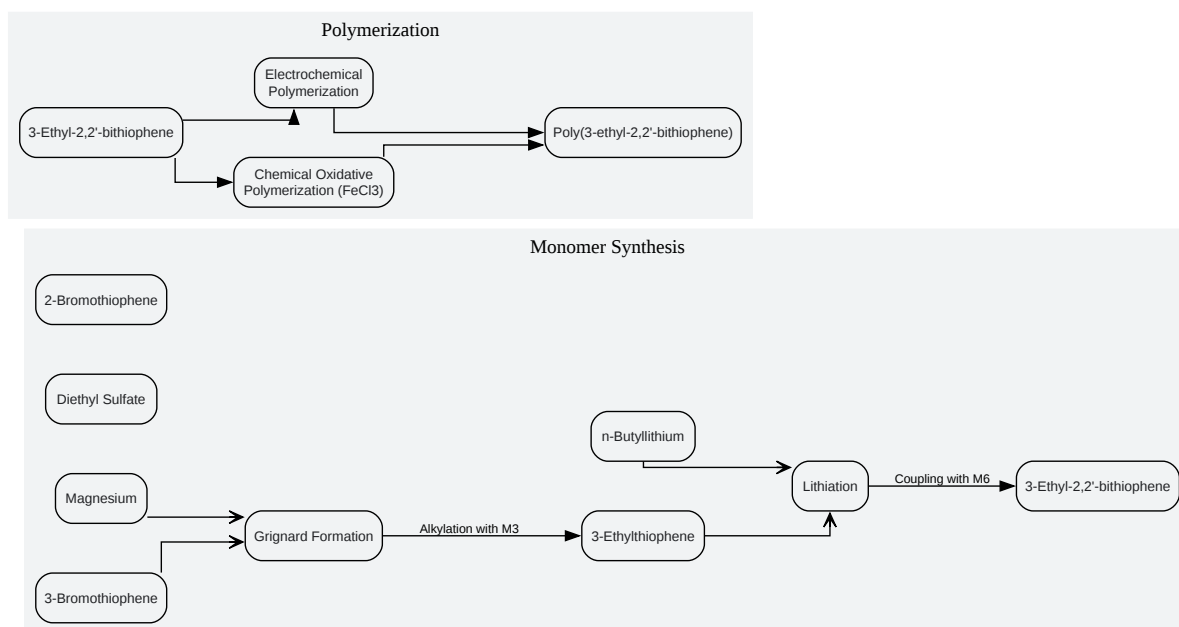 Polymerization
Electrochemical
Polymerization
3-Ethyl-2,2'-bithiophene
Poly(3-ethyl-2,2'-bithiophene)
Chemical Oxidative
Polymerization (FeCl3)
Monomer Synthesis
2-Bromothiophene
Diethyl Sulfate
n-Butyllithium
Magnesium
Lithiation
Coupling with M6
3-Ethyl-2,2'-bithiophene
Grignard Formation
Alkylation with M3
3-Ethylthiophene
3-Bromothiophene